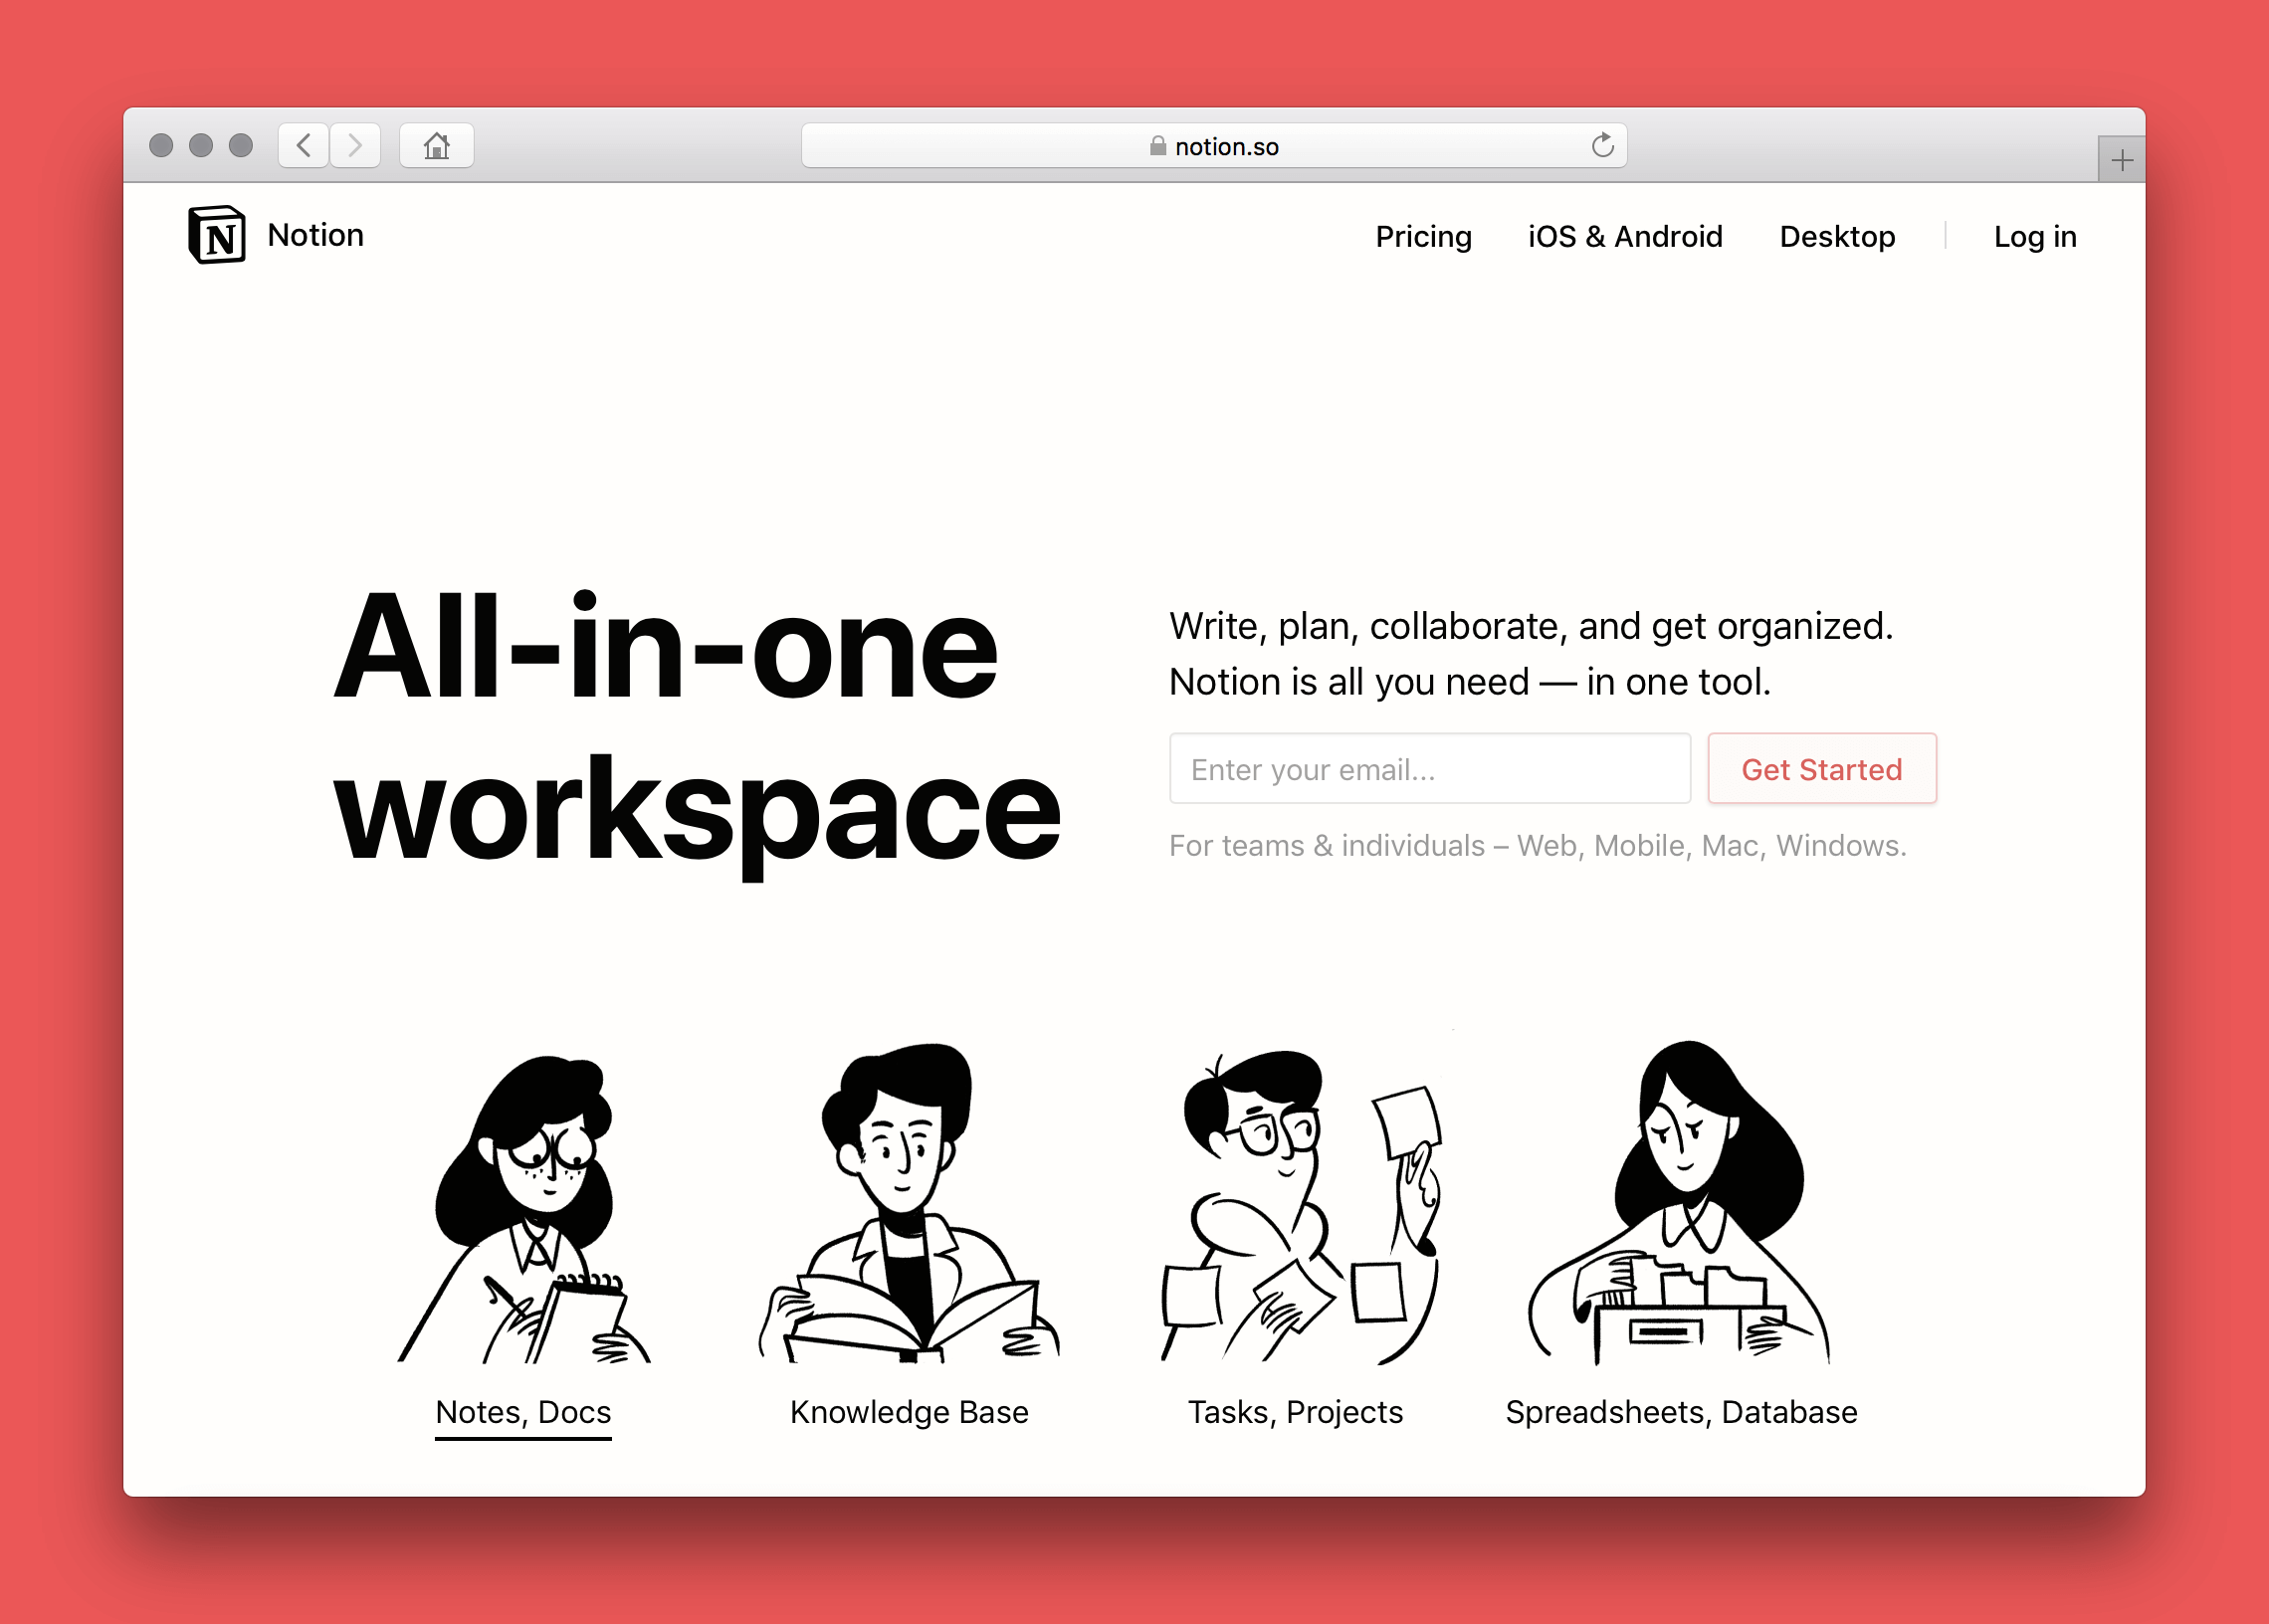 notion.so
N Notion
Pricing iOS & Android Desktop Log in
All-in-one
workspace
Write, plan, collaborate, and get organized.
Notion is all you need — in one tool.
Enter your email... Get Started
For teams & individuals – Web, Mobile, Mac, Windows.
Notes, Docs
Knowledge Base
Tasks, Projects
Spreadsheets, Database